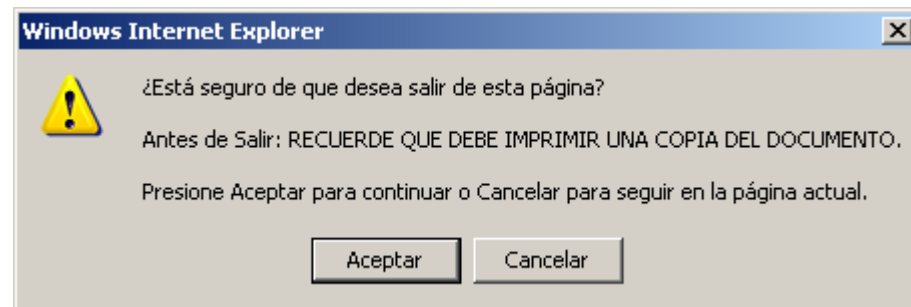 Windows Internet Explorer
¿Está seguro de que desea salir de esta página?
Antes de Salir: RECUERDE QUE DEBE IMPRIMIR UNA COPIA DEL DOCUMENTO.
Presione Aceptar para continuar o Cancelar para seguir en la página actual.
Aceptar Cancelar